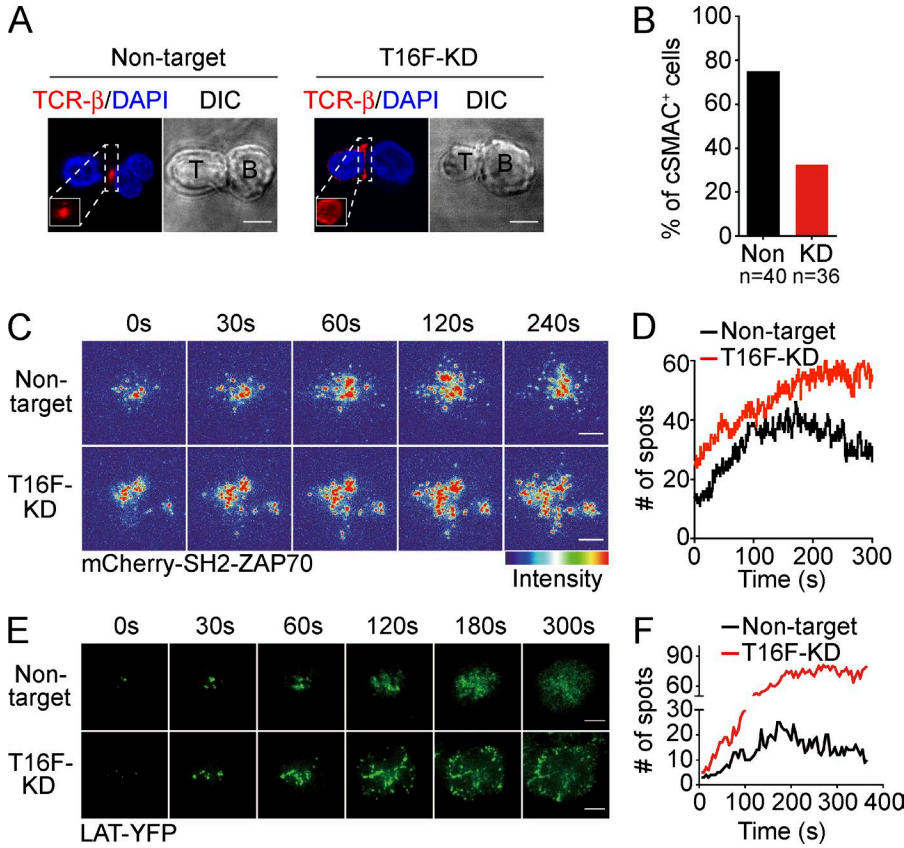 A
Non-target
T16F-KD
TCR-β/DAPI DIC
TCR-β/DAPI DIC
T B
T B
B
% of cSMAC⁺ cells
100
80
60
40
20
0
Non KD
n=40 n=36
C
0s 30s 60s 120s 240s
Non-
target
T16F-
KD
mCherry-SH2-ZAP70
Intensity
D
Non-target
T16F-KD
# of spots
60
40
20
0
0 100 200 300
Time (s)
E
0s 30s 60s 120s 180s 300s
Non-
target
T16F-
KD
LAT-YFP
F
Non-target
T16F-KD
# of spots
90
60
30
20
10
0
0 100 200 300 400
Time (s)